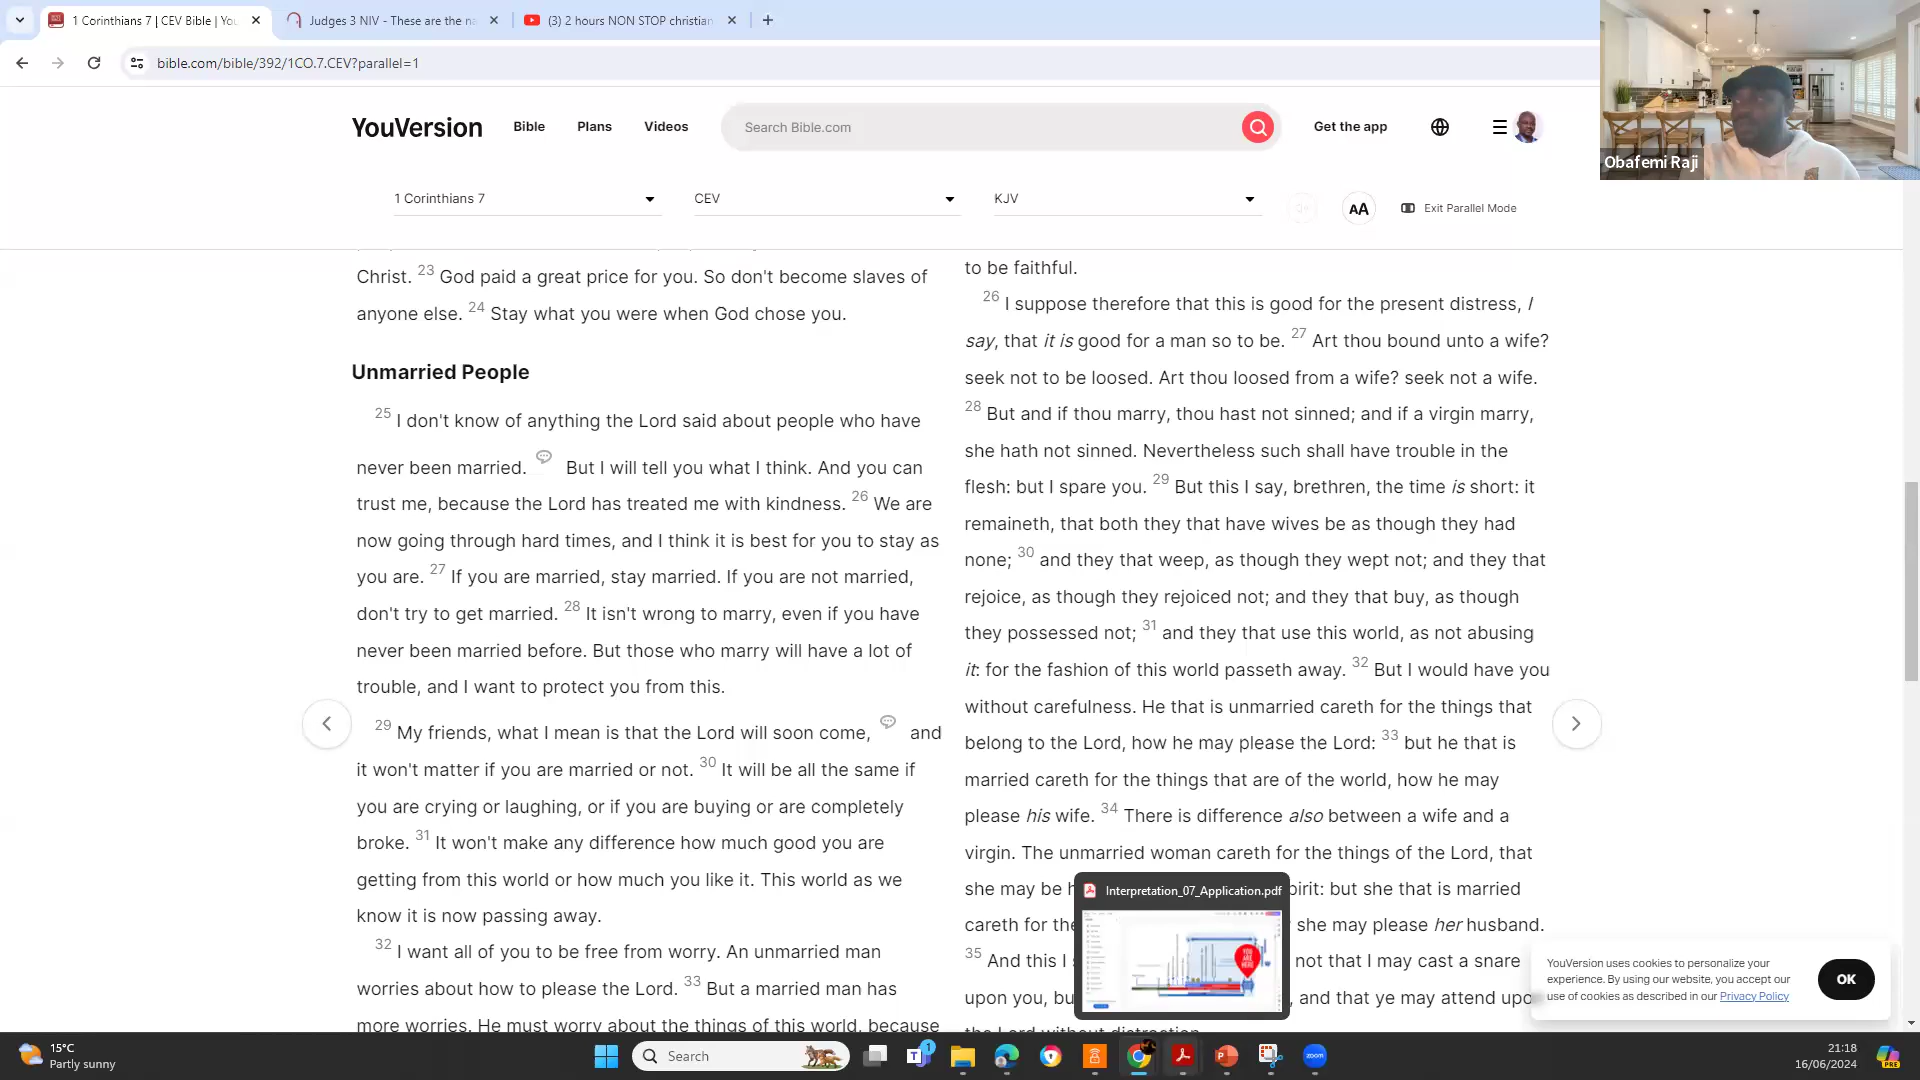 1 Corinthians 7 | CEV Bible | You
Judges 3 NIV - These are the na
(3) 2 hours NON STOP christian
bible.com/bible/392/1CO.7.CEV?parallel=1
Obafemi Raji
YouVersion
Bible
Plans
Videos
Search Bible.com
Get the app
1 Corinthians 7
CEV
KJV
AA
Exit Parallel Mode
Christ. 23 God paid a great price for you. So don't become slaves of
anyone else. 24 Stay what you were when God chose you.
Unmarried People
25 I don't know of anything the Lord said about people who have
never been married. But I will tell you what I think. And you can
trust me, because the Lord has treated me with kindness. 26 We are
now going through hard times, and I think it is best for you to stay as
you are. 27 If you are married, stay married. If you are not married,
don't try to get married. 28 It isn't wrong to marry, even if you have
never been married before. But those who marry will have a lot of
trouble, and I want to protect you from this.
29 My friends, what I mean is that the Lord will soon come, and
it won't matter if you are married or not. 30 It will be all the same if
you are crying or laughing, or if you are buying or are completely
broke. 31 It won't make any difference how much good you are
getting from this world or how much you like it. This world as we
know it is now passing away.
32 I want all of you to be free from worry. An unmarried man
worries about how to please the Lord. 33 But a married man has
more worries. He must worry about the things of this world, because
to be faithful.
26 I suppose therefore that this is good for the present distress, I
say, that it is good for a man so to be. 27 Art thou bound unto a wife?
seek not to be loosed. Art thou loosed from a wife? seek not a wife.
28 But and if thou marry, thou hast not sinned; and if a virgin marry,
she hath not sinned. Nevertheless such shall have trouble in the
flesh: but I spare you. 29 But this I say, brethren, the time is short: it
remaineth, that both they that have wives be as though they had
none; 30 and they that weep, as though they wept not; and they that
rejoice, as though they rejoiced not; and they that buy, as though
they possessed not; 31 and they that use this world, as not abusing
it: for the fashion of this world passeth away. 32 But I would have you
without carefulness. He that is unmarried careth for the things that
belong to the Lord, how he may please the Lord: 33 but he that is
married careth for the things that are of the world, how he may
please his wife. 34 There is difference also between a wife and a
virgin. The unmarried woman careth for the things of the Lord, that
she may be h pirit: but she that is married
careth for the she may please her husband.
35 And this I s not that I may cast a snare
upon you, bu , and that ye may attend upo
the Lord without distraction
Interpretation_07_Application.pdf
YOU ARE HERE
YouVersion uses cookies to personalize your
experience. By using our website, you accept our
use of cookies as described in our Privacy Policy
OK
15°C
Partly sunny
Search
1
zoom
21:18
16/06/2024
PRE